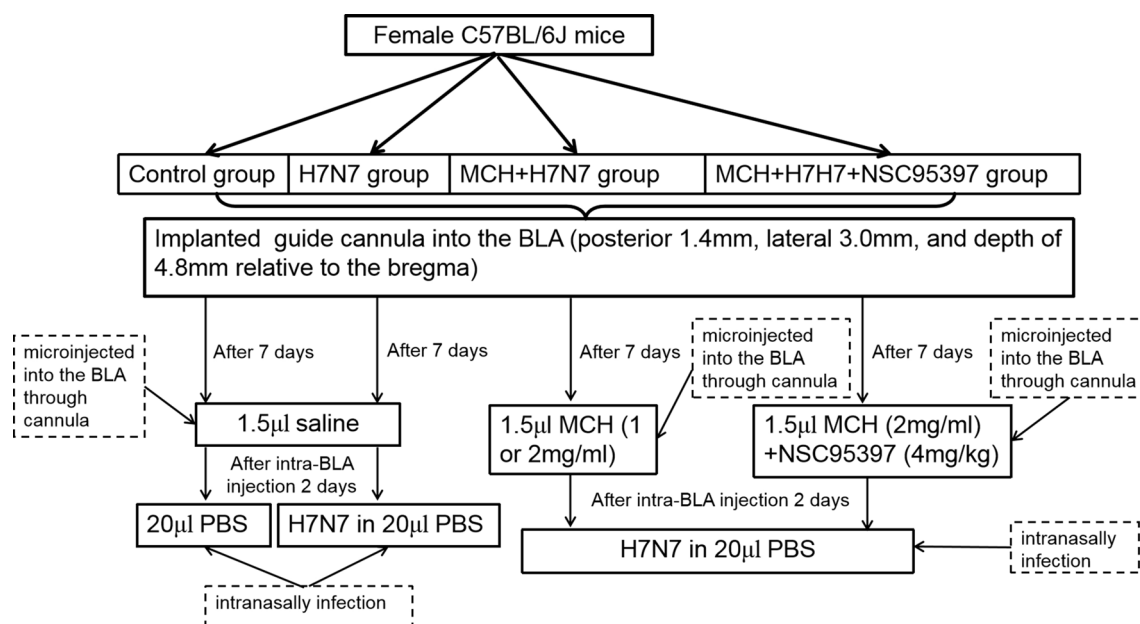 Female C57BL/6J mice
Control group
H7N7 group
MCH+H7N7 group
MCH+H7H7+NSC95397 group
Implanted guide cannula into the BLA (posterior 1.4mm, lateral 3.0mm, and depth of
4.8mm relative to the bregma)
microinjected
into the BLA
through
cannula
After 7 days
After 7 days
After 7 days
microinjected
into the BLA
through cannula
After 7 days
microinjected
into the BLA
through cannula
1.5μl saline
1.5μl MCH (1
or 2mg/ml)
1.5μl MCH (2mg/ml)
+NSC95397 (4mg/kg)
After intra-BLA
injection 2 days
After intra-BLA injection 2 days
20μl PBS
H7N7 in 20μl PBS
H7N7 in 20μl PBS
intranasally
infection
intranasally infection